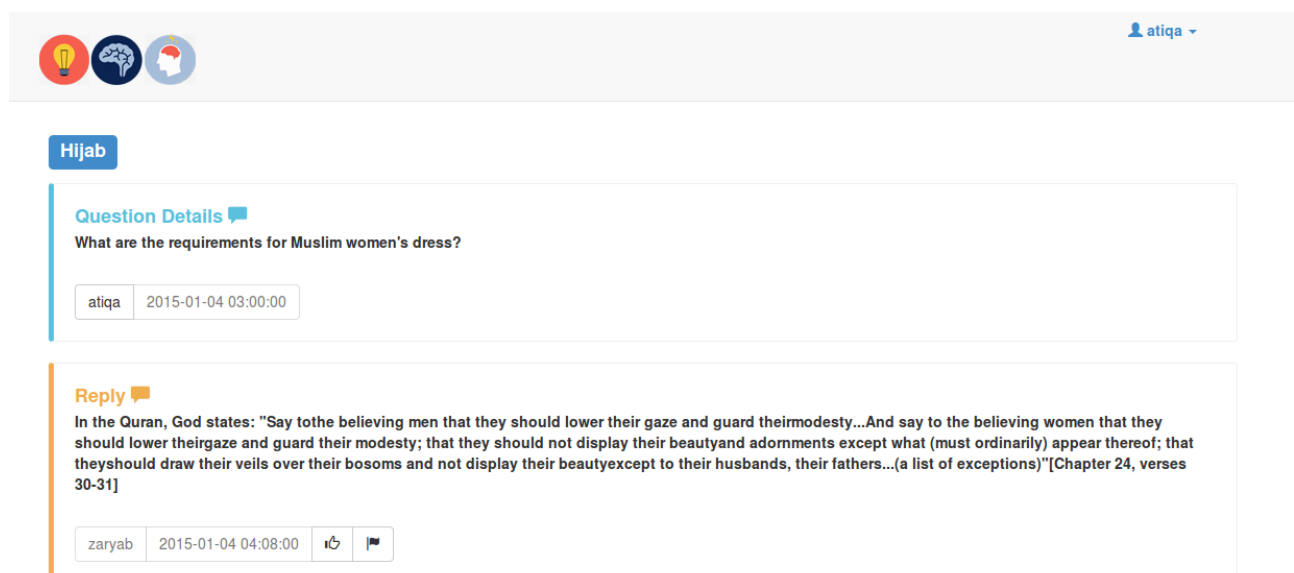 atiqa
Hijab
Question Details
What are the requirements for Muslim women's dress?
atiqa 2015-01-04 03:00:00
Reply
In the Quran, God states: "Say tothe believing men that they should lower their gaze and guard theirmodesty...And say to the believing women that they
should lower theirgaze and guard their modesty; that they should not display their beautyand adornments except what (must ordinarily) appear thereof; that
theyshould draw their veils over their bosoms and not display their beautyexcept to their husbands, their fathers...(a list of exceptions)"[Chapter 24, verses
30-31]
zaryab 2015-01-04 04:08:00